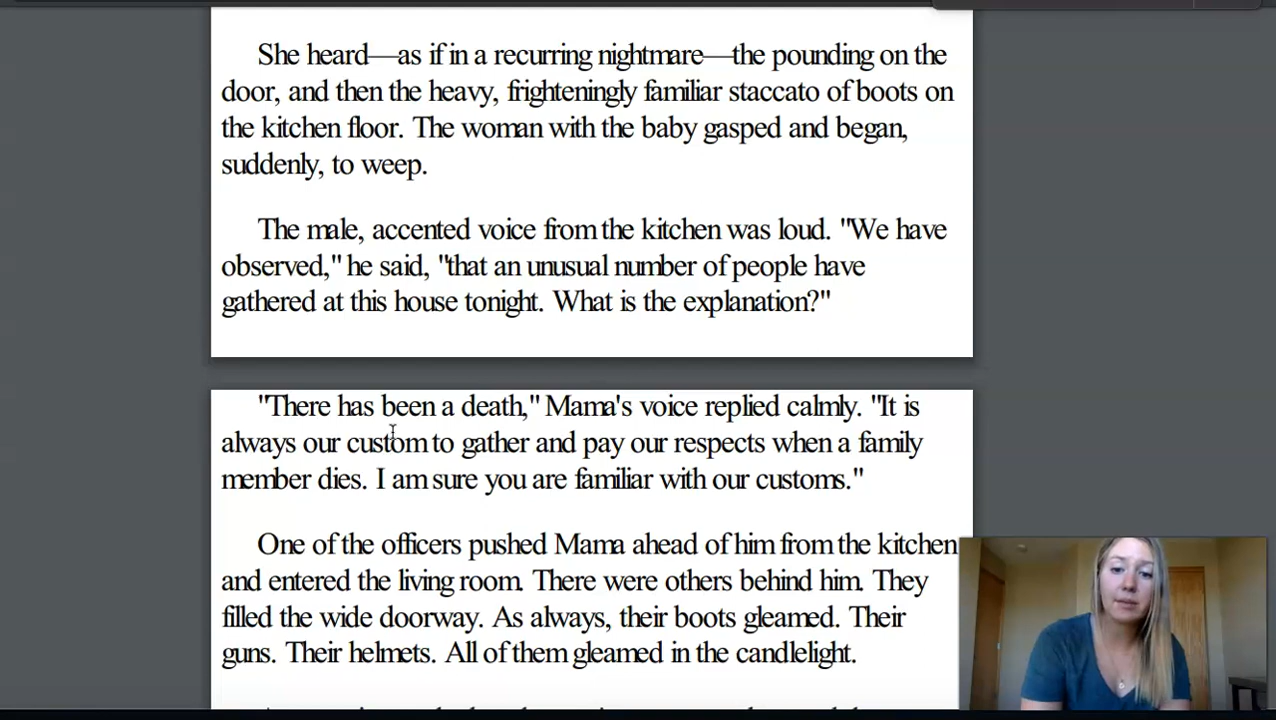 She heard—as if in a recurring nightmare—the pounding on the
door, and then the heavy, frighteningly familiar staccato of boots on
the kitchen floor. The woman with the baby gasped and began,
suddenly, to weep.
The male, accented voice from the kitchen was loud. "We have
observed," he said, "that an unusual number of people have
gathered at this house tonight. What is the explanation?"
"There has been a death," Mama's voice replied calmly. "It is
always our custom to gather and pay our respects when a family
member dies. I am sure you are familiar with our customs."
One of the officers pushed Mama ahead of him from the kitchen
and entered the living room. There were others behind him. They
filled the wide doorway. As always, their boots gleamed. Their
guns. Their helmets. All of them gleamed in the candlelight.